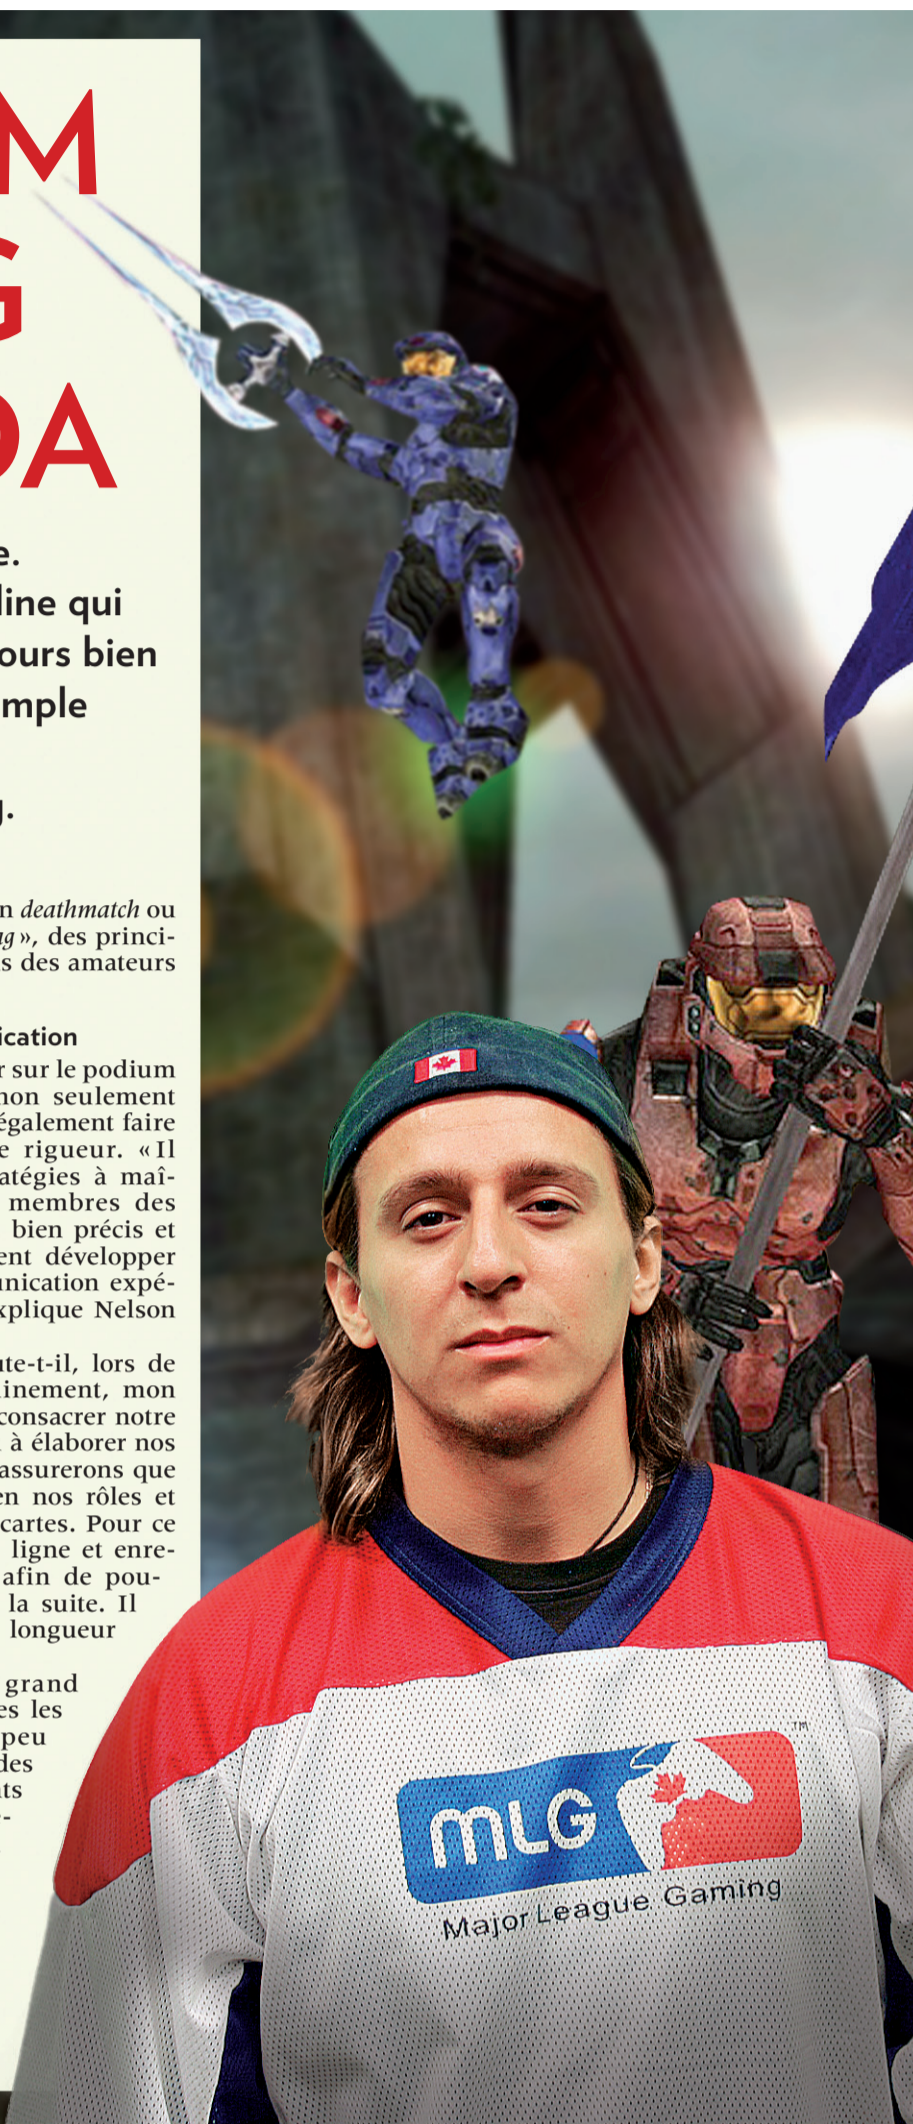 M
G
DA
e.
line qui
ours bien
mple
g.
n deathmatch ou
ag », des princi-
s des amateurs
ication
r sur le podium
non seulement
également faire
e rigueur. « Il
atégies à maî-
membres des
bien précis et
ent développer
unication expé-
xplique Nelson
ute-t-il, lors de
aînement, mon
consacrer notre
à élaborer nos
assurerons que
en nos rôles et
cartes. Pour ce
ligne et enre-
afin de pou-
la suite. Il
longueur
grand
es les
peu
des
ts
-
MLG
TM
Major League Gaming